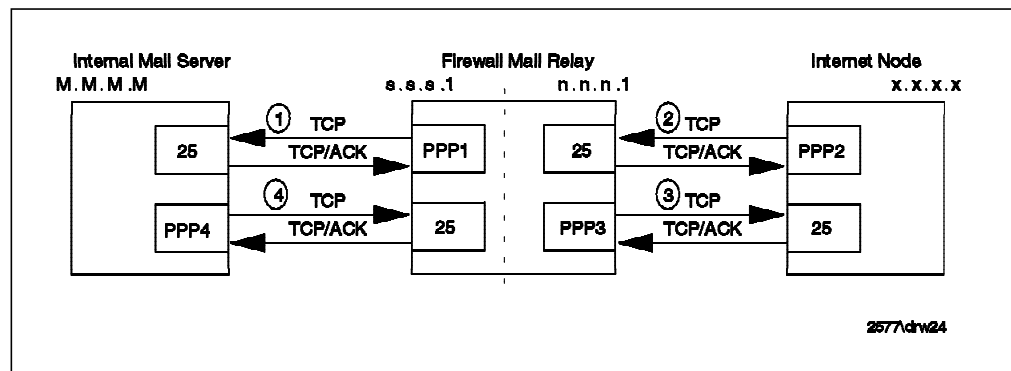 Internal Mail Server Firewall Mail Relay Internet Node
M.M.M.M s.s.s.1 n.n.n.1 x.x.x.x
1 TCP 2 TCP
25 PPP1 25 PPP2
TCP/ACK TCP/ACK
4 TCP 3 TCP
PPP4 25 PPP3 25
TCP/ACK TCP/ACK
2577\drw24